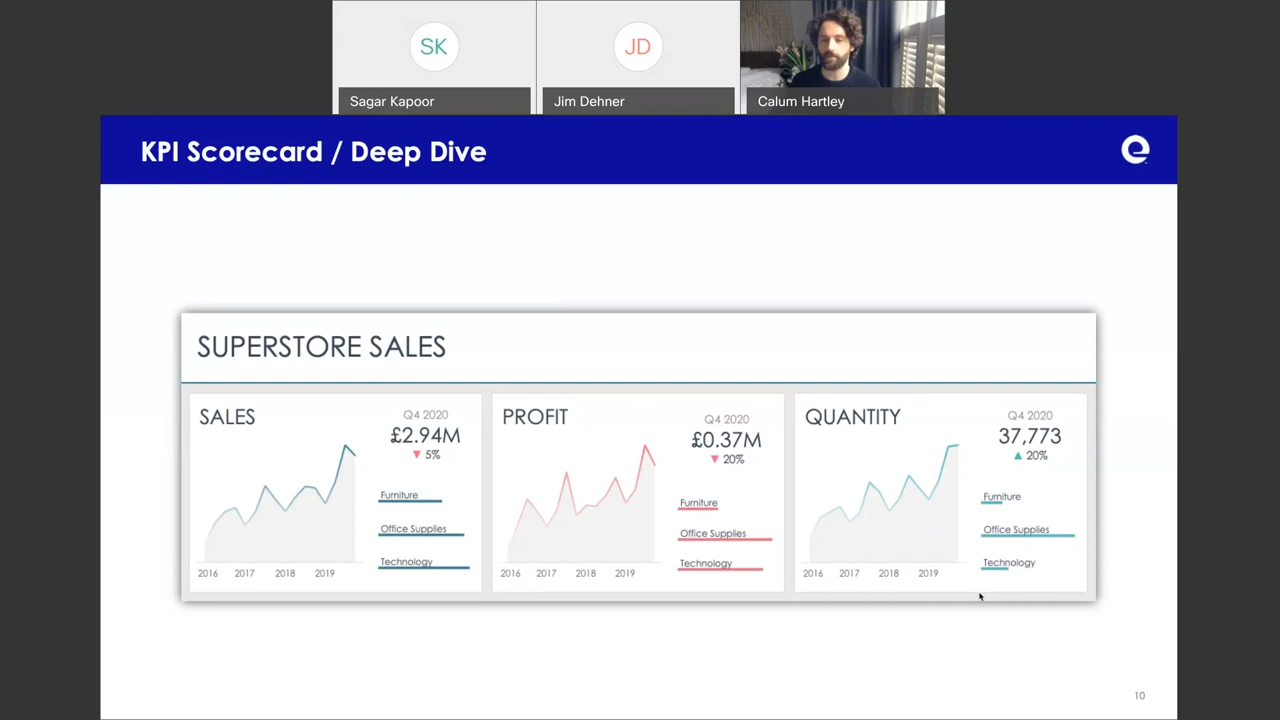 SK
JD
Sagar Kapoor
Jim Dehner
Calum Hartley
KPI Scorecard / Deep Dive
SUPERSTORE SALES
SALES
Q4 2020
£2.94M
▼ 5%
Furniture
Office Supplies
Technology
2016 2017 2018 2019
PROFIT
Q4 2020
£0.37M
▼ 20%
Furniture
Office Supplies
Technology
2016 2017 2018 2019
QUANTITY
Q4 2020
37,773
▲ 20%
Furniture
Office Supplies
Technology
2016 2017 2018 2019
10